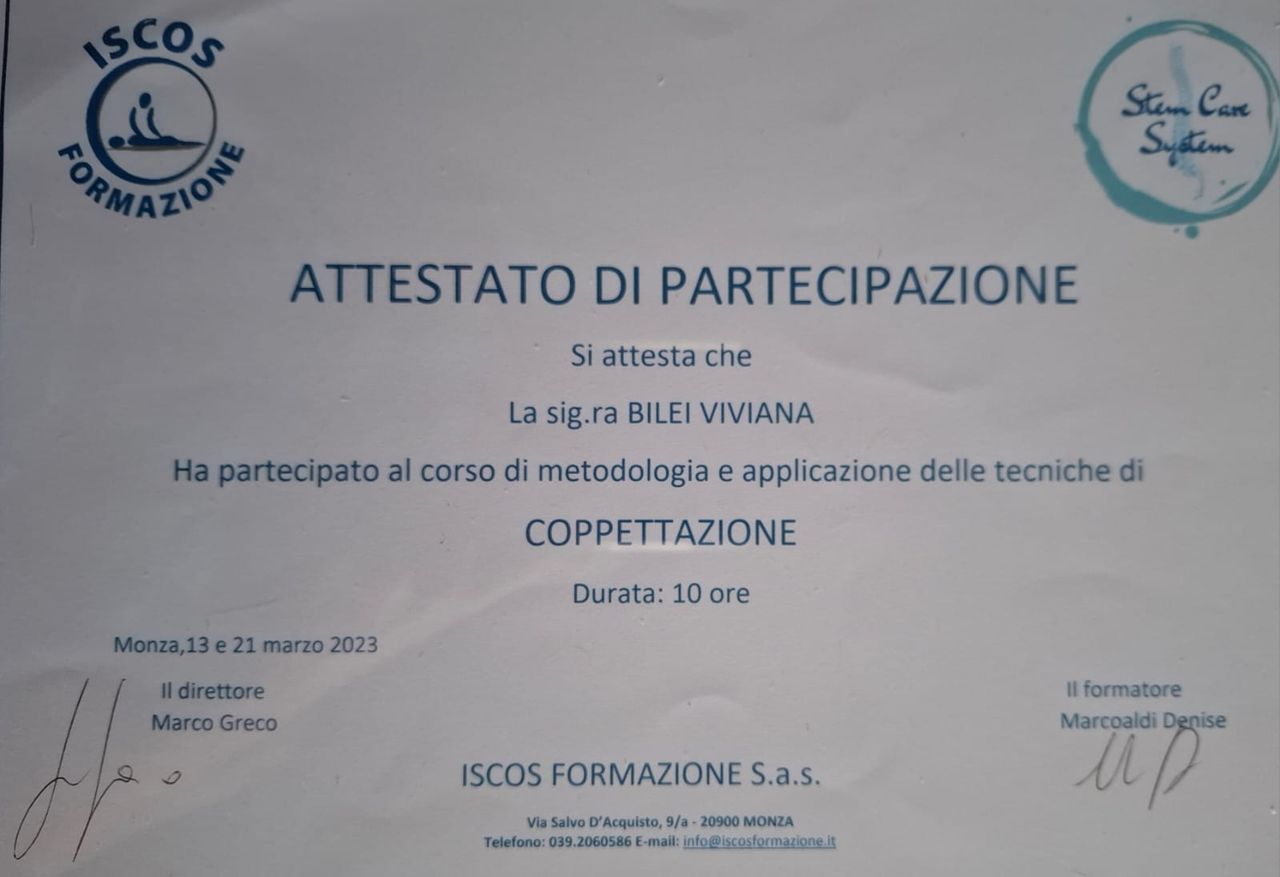 ISCOS
FORMAZIONE
Stem Care
System
ATTESTATO DI PARTECIPAZIONE
Si attesta che
La sig.ra BILEI VIVIANA
Ha partecipato al corso di metodologia e applicazione delle tecniche di
COPPETTAZIONE
Durata: 10 ore
Monza,13 e 21 marzo 2023
Il direttore
Marco Greco
Il formatore
Marcoaldi Denise
ISCOS FORMAZIONE S.a.s.
Via Salvo D'Acquisto, 9/a - 20900 MONZA
Telefono: 039.2060586 E-mail: info@iscosformazione.it